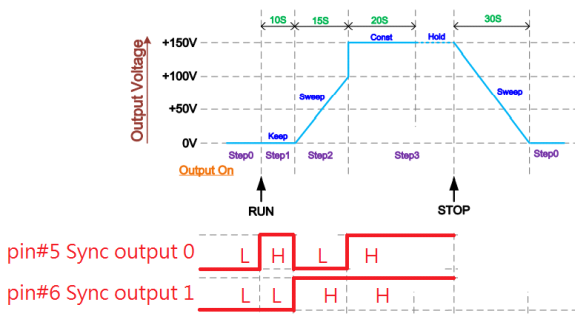 10S 15S 20S 30S
Output Voltage
+150V
+100V
+50V
0V
Const Hold
Sweep Sweep
Keep
Step0 Step1 Step2 Step3 Step0
Output On
RUN STOP
pin#5 Sync output 0 L H L H
pin#6 Sync output 1 L L H H